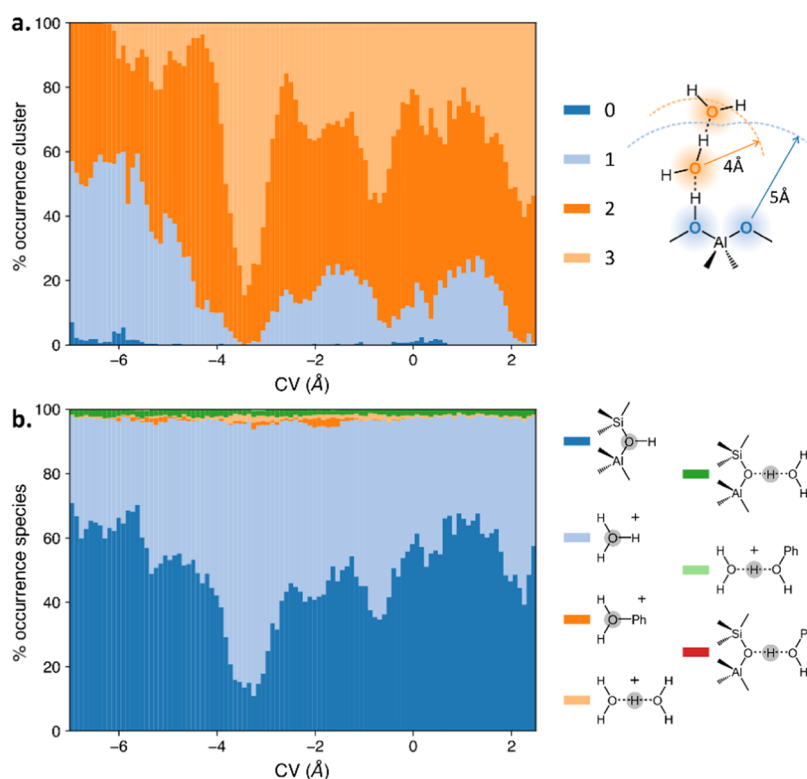 a.
% occurrence cluster
100
80
60
40
20
0
−6
−4
−2
0
2
CV (Å)
0
1
2
3
H
O
H
H
H
O
4Å
H
5Å
O
O
Al
b.
% occurrence species
100
80
60
40
20
0
−6
−4
−2
0
2
CV (Å)
Si
O
H
Al
H
+
O
H
H
H
+
O
Ph
H
H
+
H
O
H
O
H
H
Si
H
O
H
O
Al
H
H
+
Ph
O
H
O
H
H
Si
P
O
H
O
Al
H